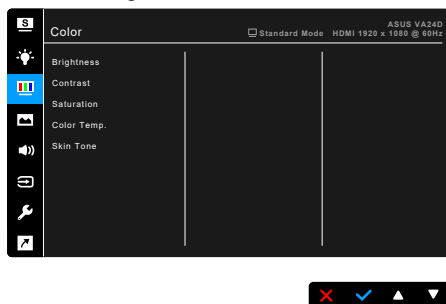 S
Color
ASUS VA24D
Standard Mode HDMI 1920 x 1080 @ 60Hz
Brightness
Contrast
Saturation
Color Temp.
Skin Tone